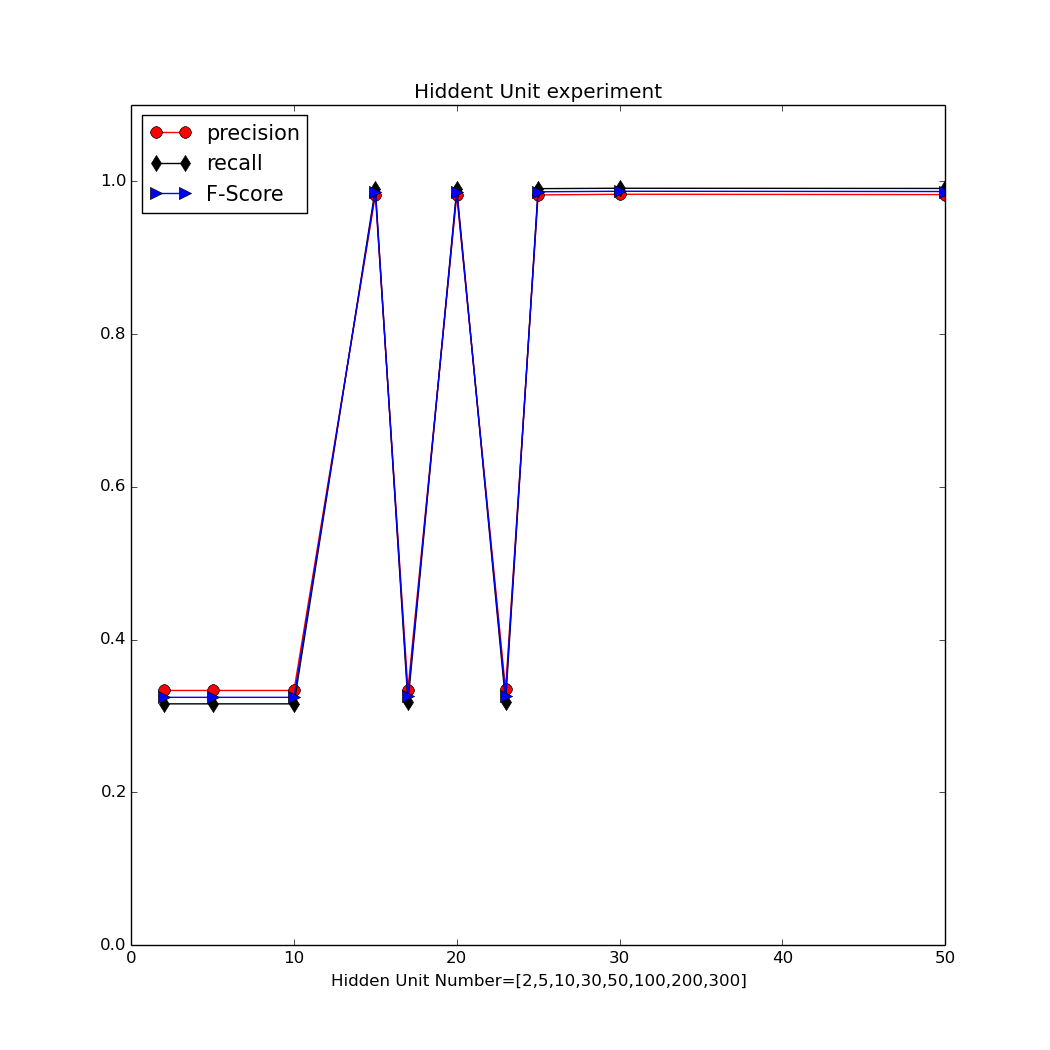 Hiddent Unit experiment
precision
recall
F-Score
1.0
0.8
0.6
0.4
0.2
0.0
0 10 20 30 40 50
Hidden Unit Number=[2,5,10,30,50,100,200,300]